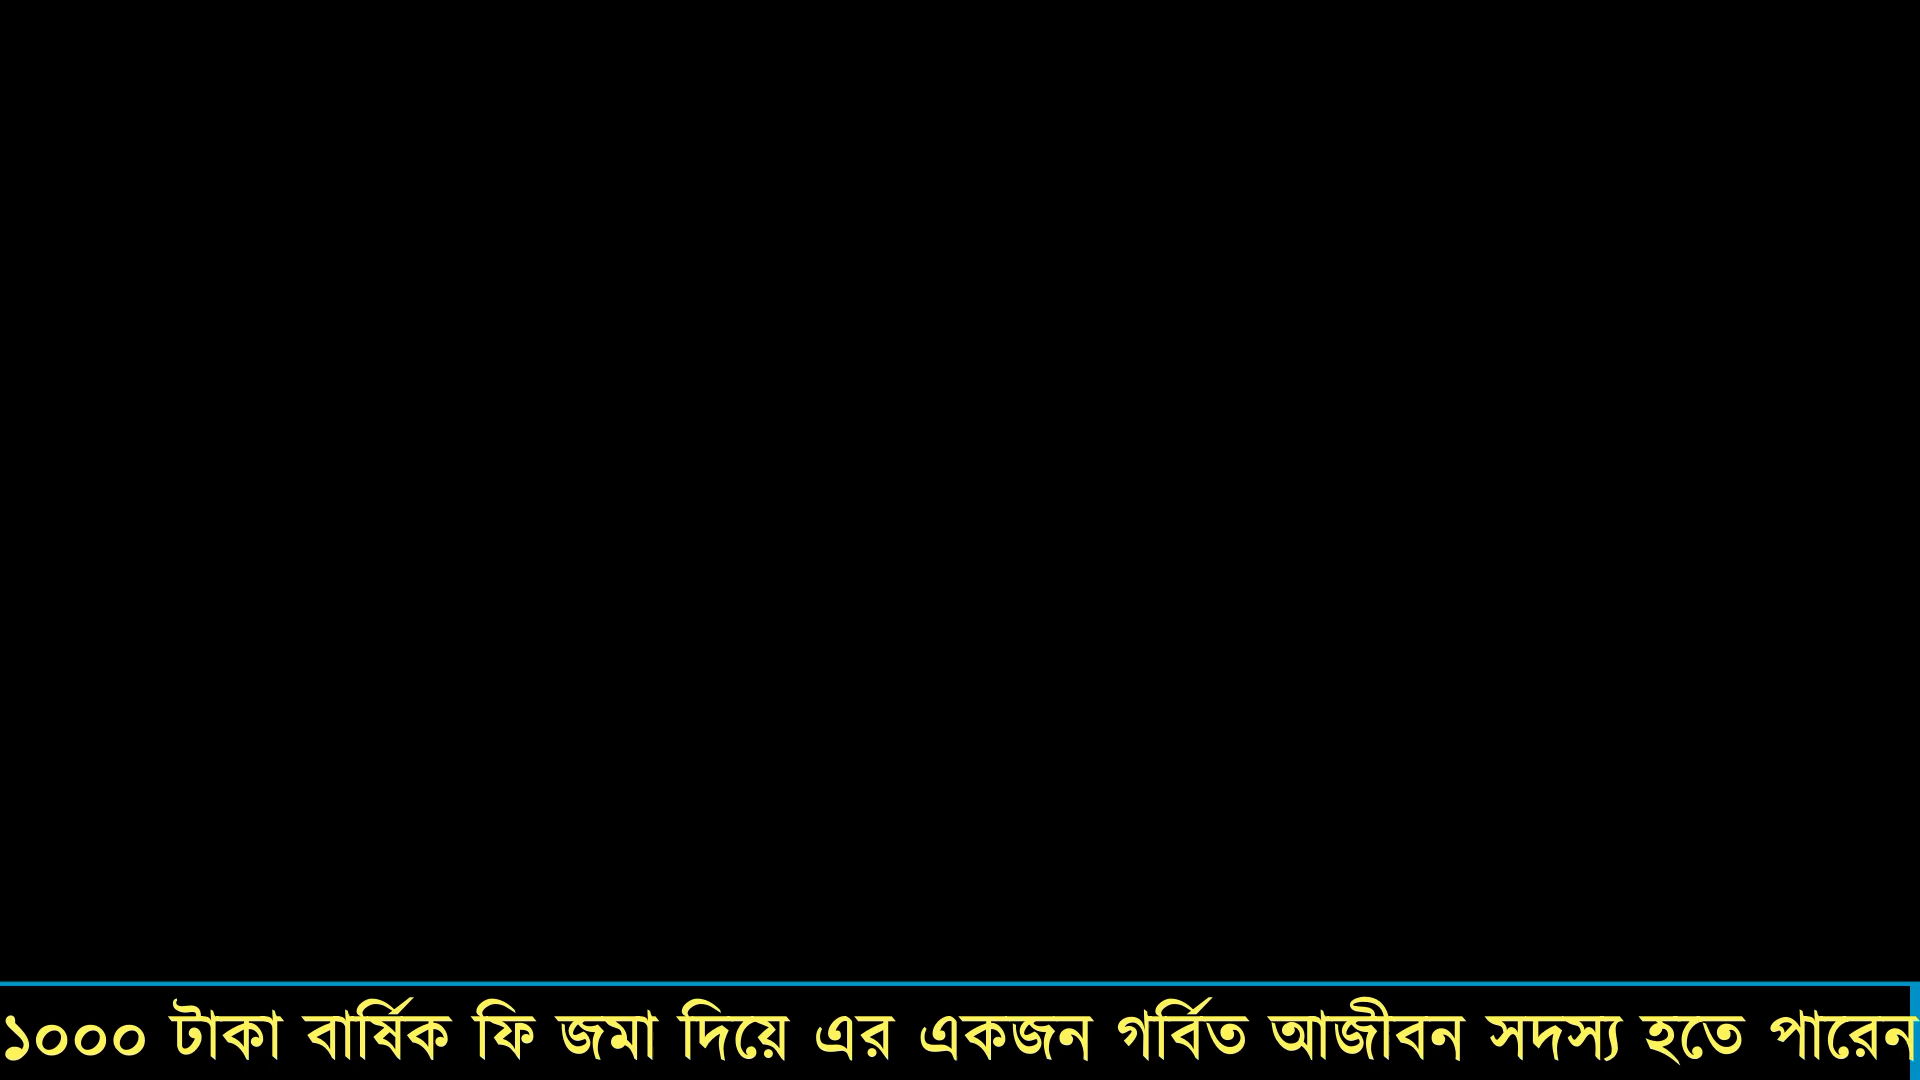 ১০০০ টাকা বার্ষিক ফি জমা দিয়ে এর একজন গর্বিত আজীবন সদস্য হতে পারেন